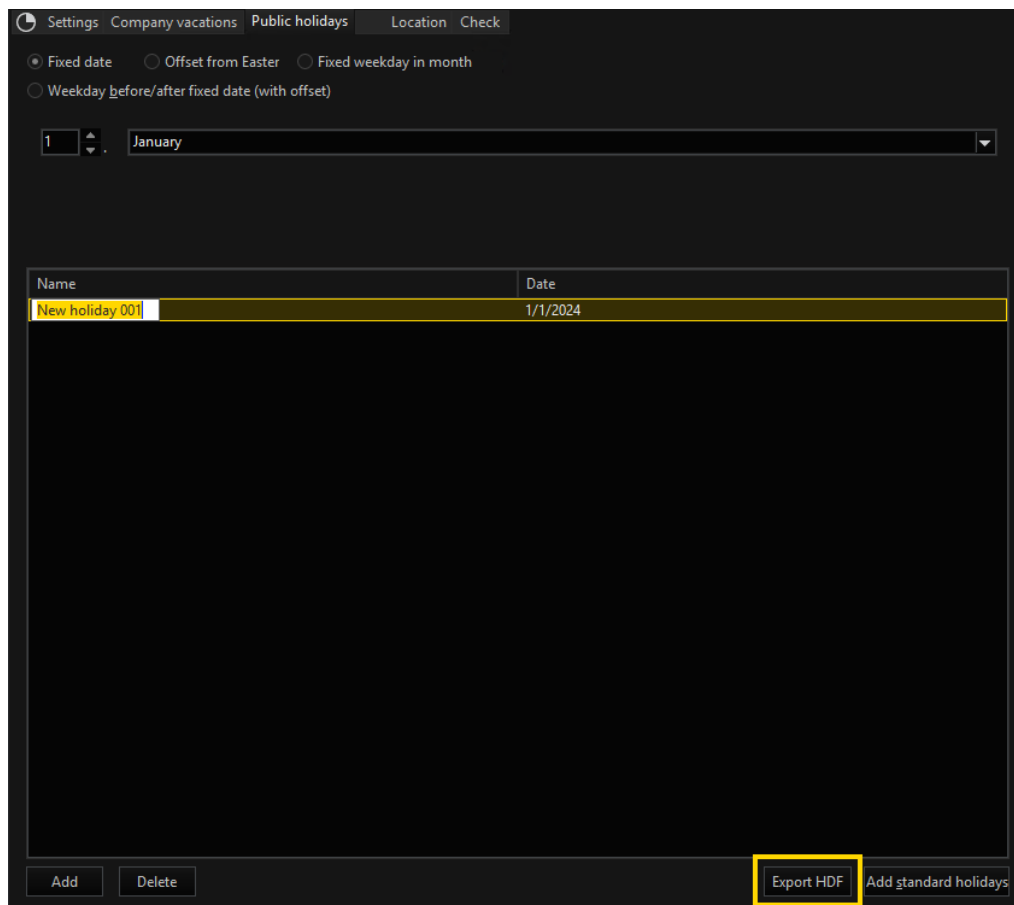 Settings Company vacations Public holidays Location Check
Fixed date Offset from Easter Fixed weekday in month
Weekday before/after fixed date (with offset)
1 . January
Name Date
New holiday 001 1/1/2024
Add Delete Export HDF Add standard holidays